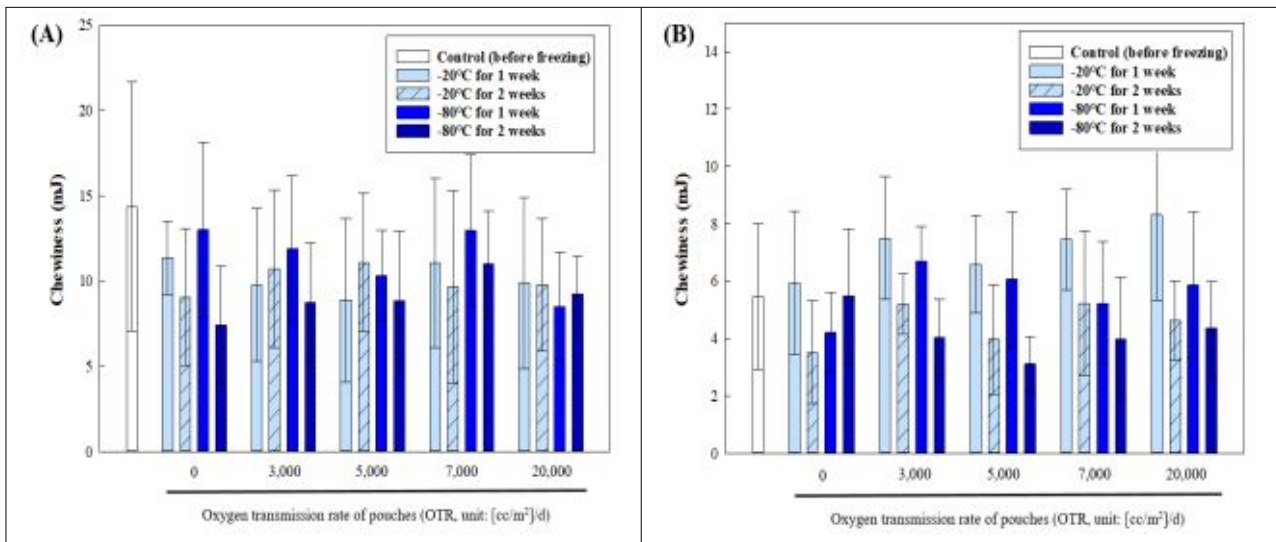 (A)
25
20
15
10
5
0
Chewiness (mJ)
Control (before freezing)
-20°C for 1 week
-20°C for 2 weeks
-80°C for 1 week
-80°C for 2 weeks
0 3,000 5,000 7,000 20,000
Oxygen transmission rate of pouches (OTR, unit: [cc/m²]/d)
(B)
14
12
10
8
6
4
2
0
Chewiness (mJ)
Control (before freezing)
-20°C for 1 week
-20°C for 2 weeks
-80°C for 1 week
-80°C for 2 weeks
0 3,000 5,000 7,000 20,000
Oxygen transmission rate of pouches (OTR, unit: [cc/m²]/d)